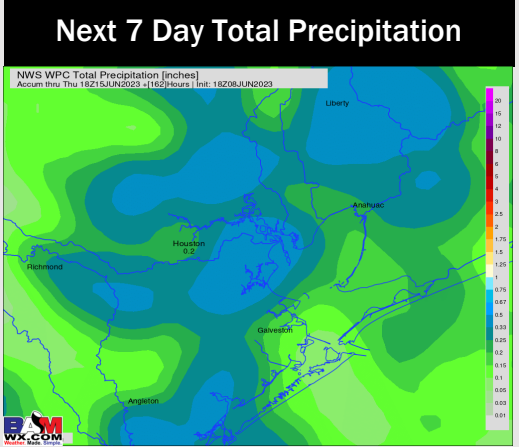 Next 7 Day Total Precipitation
NWS WPC Total Precipitation [inches]
Accum thru Thu 18Z15JUN2023 +[162]Hours | Init: 18Z08JUN2023
Liberty
Anahuac
Houston
0.2
Richmond
Galveston
Angleton
20
15
12
10
8
6
5
4
3
2.5
2
1.75
1.5
1.25
1
0.75
0.67
0.5
0.33
0.25
0.2
0.15
0.1
0.05
0.03
0.01
BAM
WX.COM
Weather. Made. Simple.